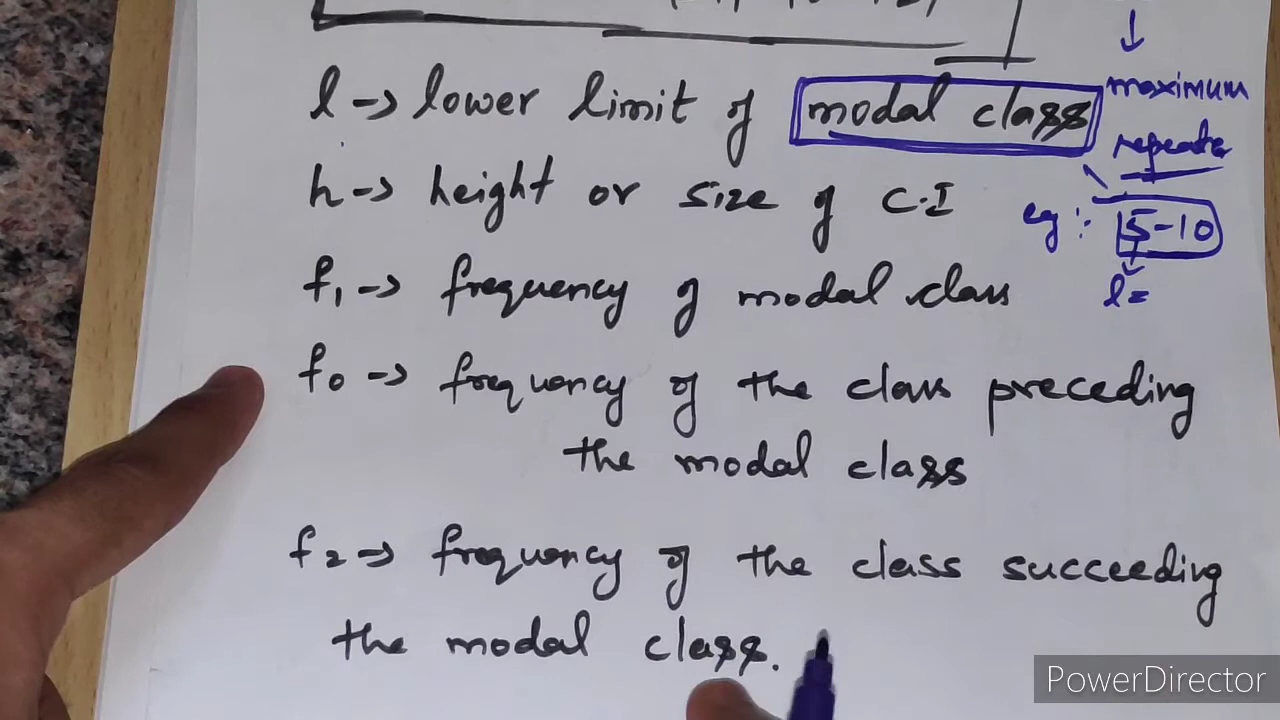 l → lower limit of modal class
h → height or size of C.I
f₁ → frequency of modal class
f₀ → frequency of the class preceding
the modal class
f₂ → frequency of the class succeeding
the modal class.
↓
maximum
repeats
eg :- 5-10
l =
PowerDirector